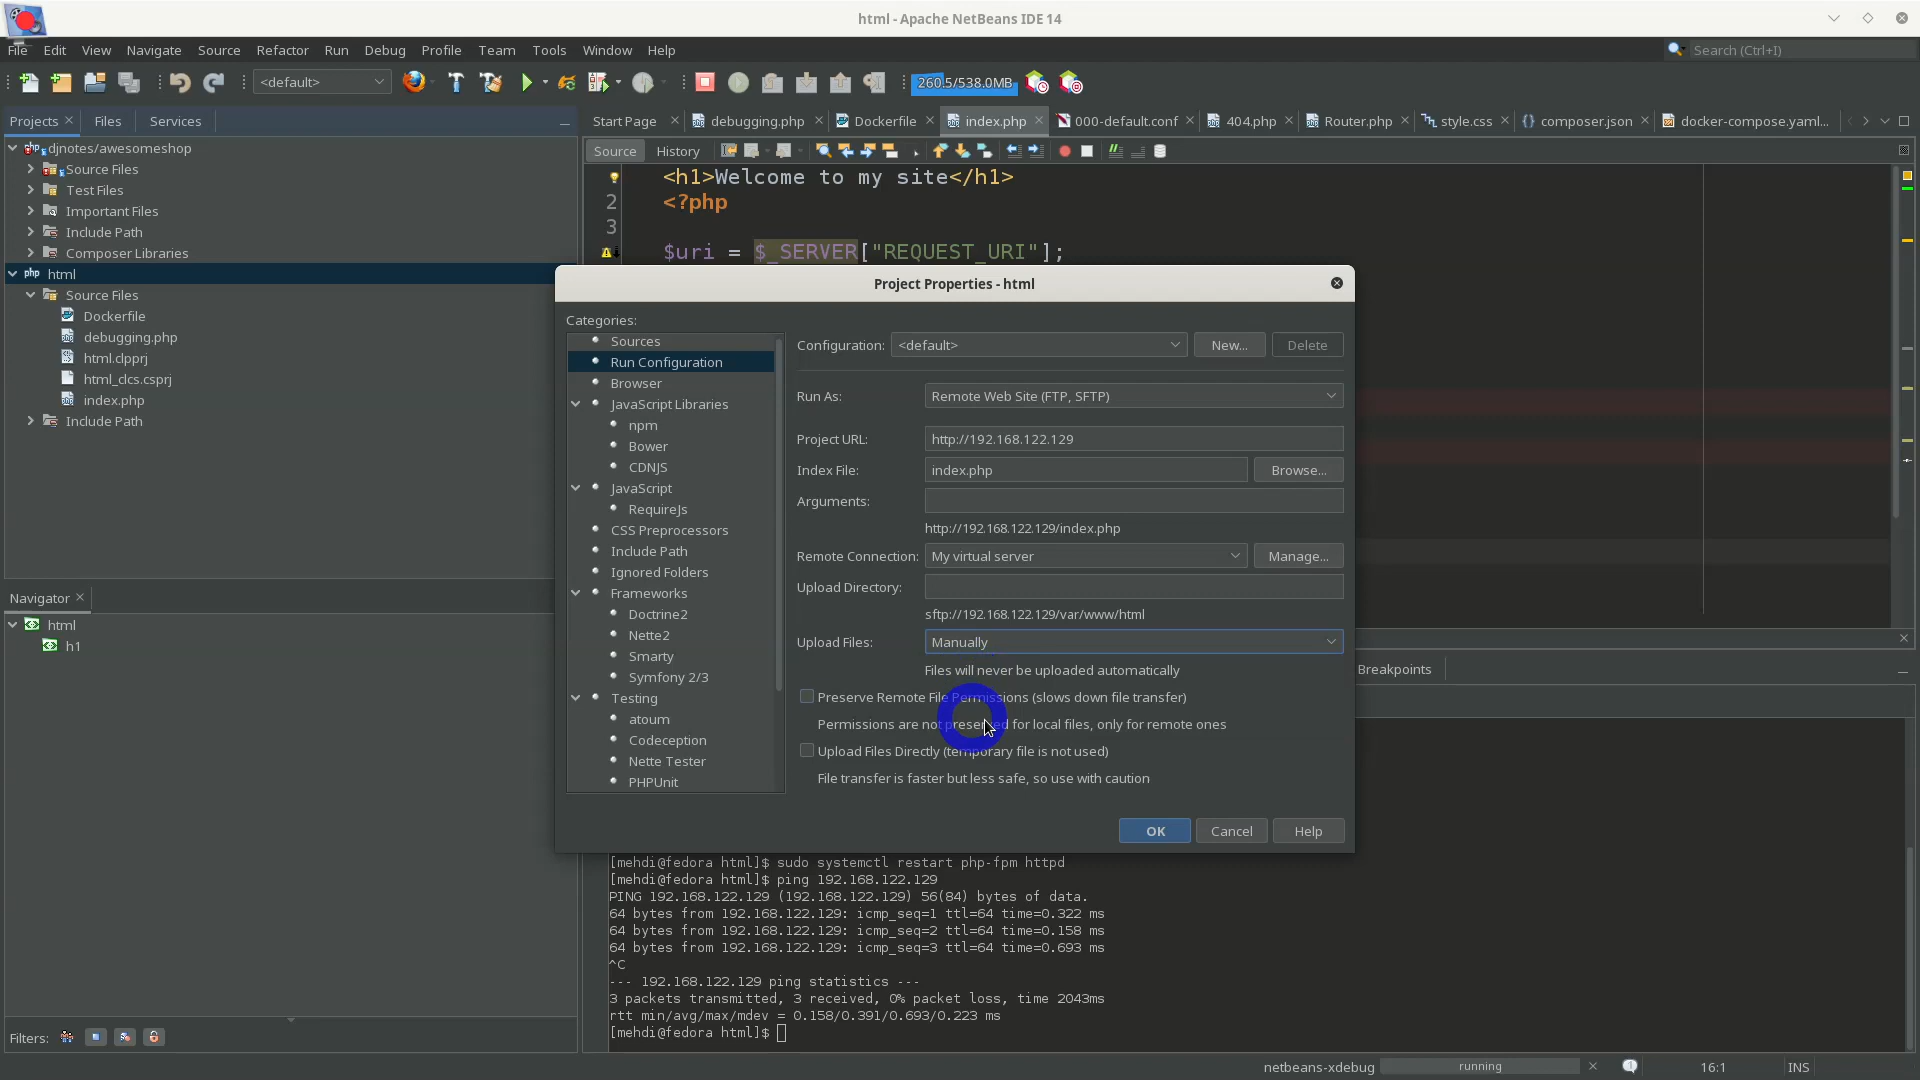 html - Apache NetBeans IDE 14
File Edit View Navigate Source Refactor Run Debug Profile Team Tools Window Help
Search (Ctrl+I)
<default>
260.5/538.0MB
Projects Files Services
djnotes/awesomeshop
Source Files
Test Files
Important Files
Include Path
Composer Libraries
html
Source Files
Dockerfile
debugging.php
html.clpprj
html_clcs.csprj
index.php
Include Path
Navigator
html
h1
Filters:
Start Page debugging.php Dockerfile index.php 000-default.conf 404.php Router.php style.css composer.json docker-compose.yaml...
Source History
<h1>Welcome to my site</h1>
2 <?php
3
$uri = $_SERVER["REQUEST_URI"];
Project Properties - html
Categories:
Sources
Run Configuration
Browser
JavaScript Libraries
npm
Bower
CDNJS
JavaScript
RequireJs
CSS Preprocessors
Include Path
Ignored Folders
Frameworks
Doctrine2
Nette2
Smarty
Symfony 2/3
Testing
atoum
Codeception
Nette Tester
PHPUnit
Configuration: <default> New... Delete
Run As: Remote Web Site (FTP, SFTP)
Project URL: http://192.168.122.129
Index File: index.php Browse...
Arguments:
http://192.168.122.129/index.php
Remote Connection: My virtual server Manage...
Upload Directory:
sftp://192.168.122.129/var/www/html
Upload Files: Manually
Files will never be uploaded automatically
Preserve Remote File Permissions (slows down file transfer)
Permissions are not preserved for local files, only for remote ones
Upload Files Directly (temporary file is not used)
File transfer is faster but less safe, so use with caution
OK Cancel Help
Breakpoints
[mehdi@fedora html]$ sudo systemctl restart php-fpm httpd
[mehdi@fedora html]$ ping 192.168.122.129
PING 192.168.122.129 (192.168.122.129) 56(84) bytes of data.
64 bytes from 192.168.122.129: icmp_seq=1 ttl=64 time=0.322 ms
64 bytes from 192.168.122.129: icmp_seq=2 ttl=64 time=0.158 ms
64 bytes from 192.168.122.129: icmp_seq=3 ttl=64 time=0.693 ms
^C
--- 192.168.122.129 ping statistics ---
3 packets transmitted, 3 received, 0% packet loss, time 2043ms
rtt min/avg/max/mdev = 0.158/0.391/0.693/0.223 ms
[mehdi@fedora html]$
netbeans-xdebug running 16:1 INS